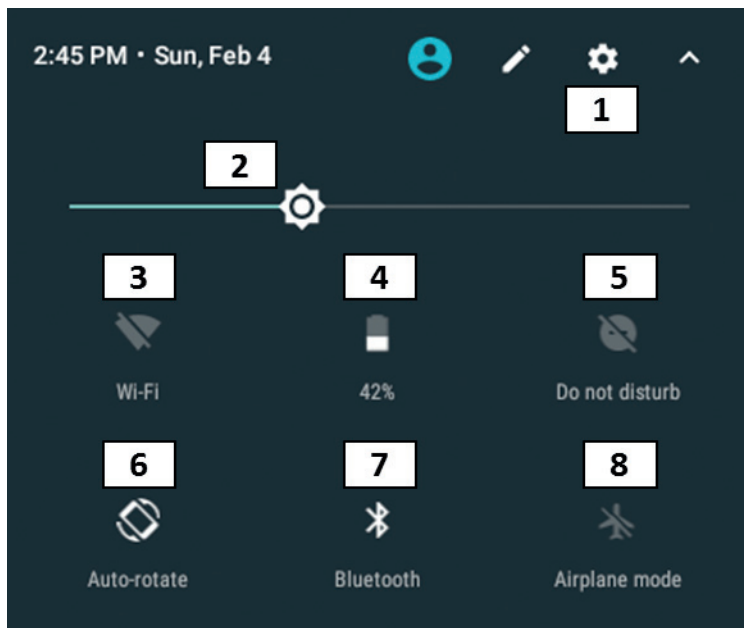 2:45 PM • Sun, Feb 4
1
2
3 4 5
Wi-Fi 42% Do not disturb
6 7 8
Auto-rotate Bluetooth Airplane mode